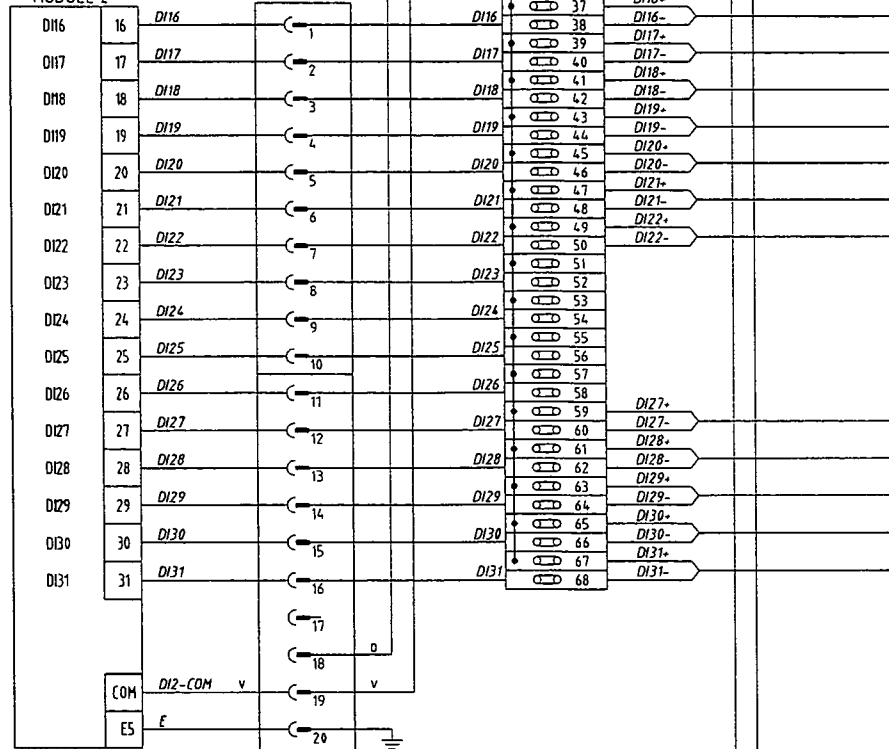 MODULE 2
DI16 16 DI16 1 DI16 37 DI16+
38 DI16-
DI17 17 DI17 2 DI17 39 DI17+
40 DI17-
DI18 18 DI18 3 DI18 41 DI18+
42 DI18-
DI19 19 DI19 4 DI19 43 DI19+
44 DI19-
DI20 20 DI20 5 DI20 45 DI20+
46 DI20-
DI21 21 DI21 6 DI21 47 DI21+
48 DI21-
DI22 22 DI22 7 DI22 49 DI22+
50 DI22-
DI23 23 DI23 8 DI23 51
52
DI24 24 DI24 9 DI24 53
54
DI25 25 DI25 10 DI25 55
56
DI26 26 DI26 11 DI26 57
58
DI27 27 DI27 12 DI27 59 DI27+
60 DI27-
DI28 28 DI28 13 DI28 61 DI28+
62 DI28-
DI29 29 DI29 14 DI29 63 DI29+
64 DI29-
DI30 30 DI30 15 DI30 65 DI30+
66 DI30-
DI31 31 DI31 16 DI31 67 DI31+
68 DI31-
17
18
COM DI2-COM V 19 V
ES E 20